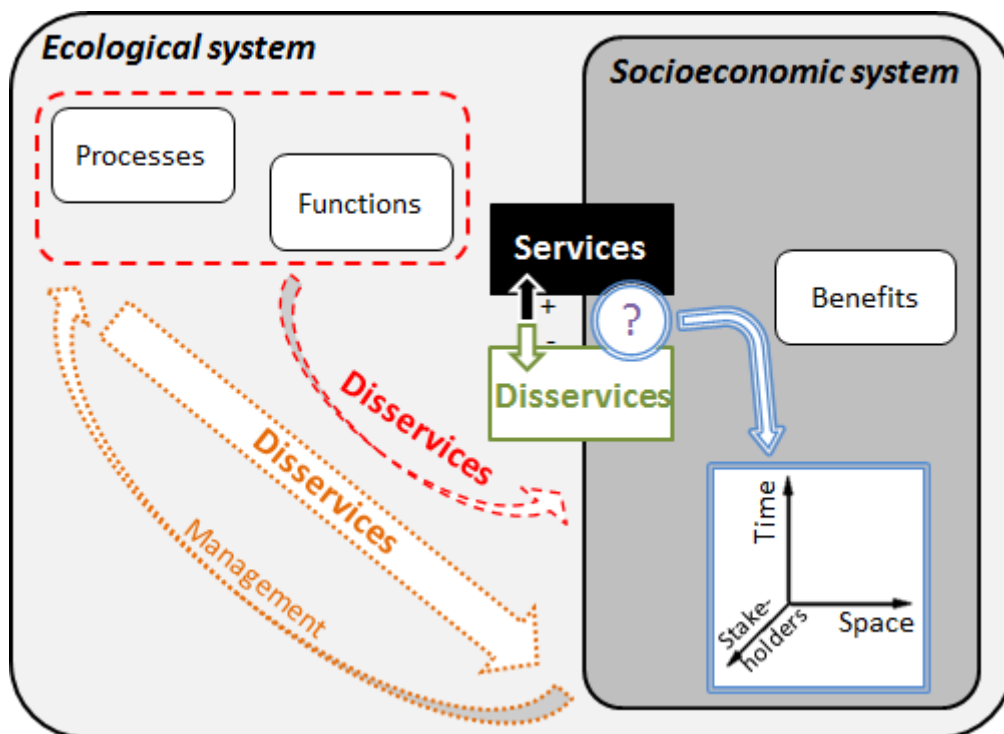 Ecological system
Socioeconomic system
Processes
Functions
Services
+
?
-
Disservices
Benefits
Disservices
Disservices
Management
Time
Space
Stake-
holders